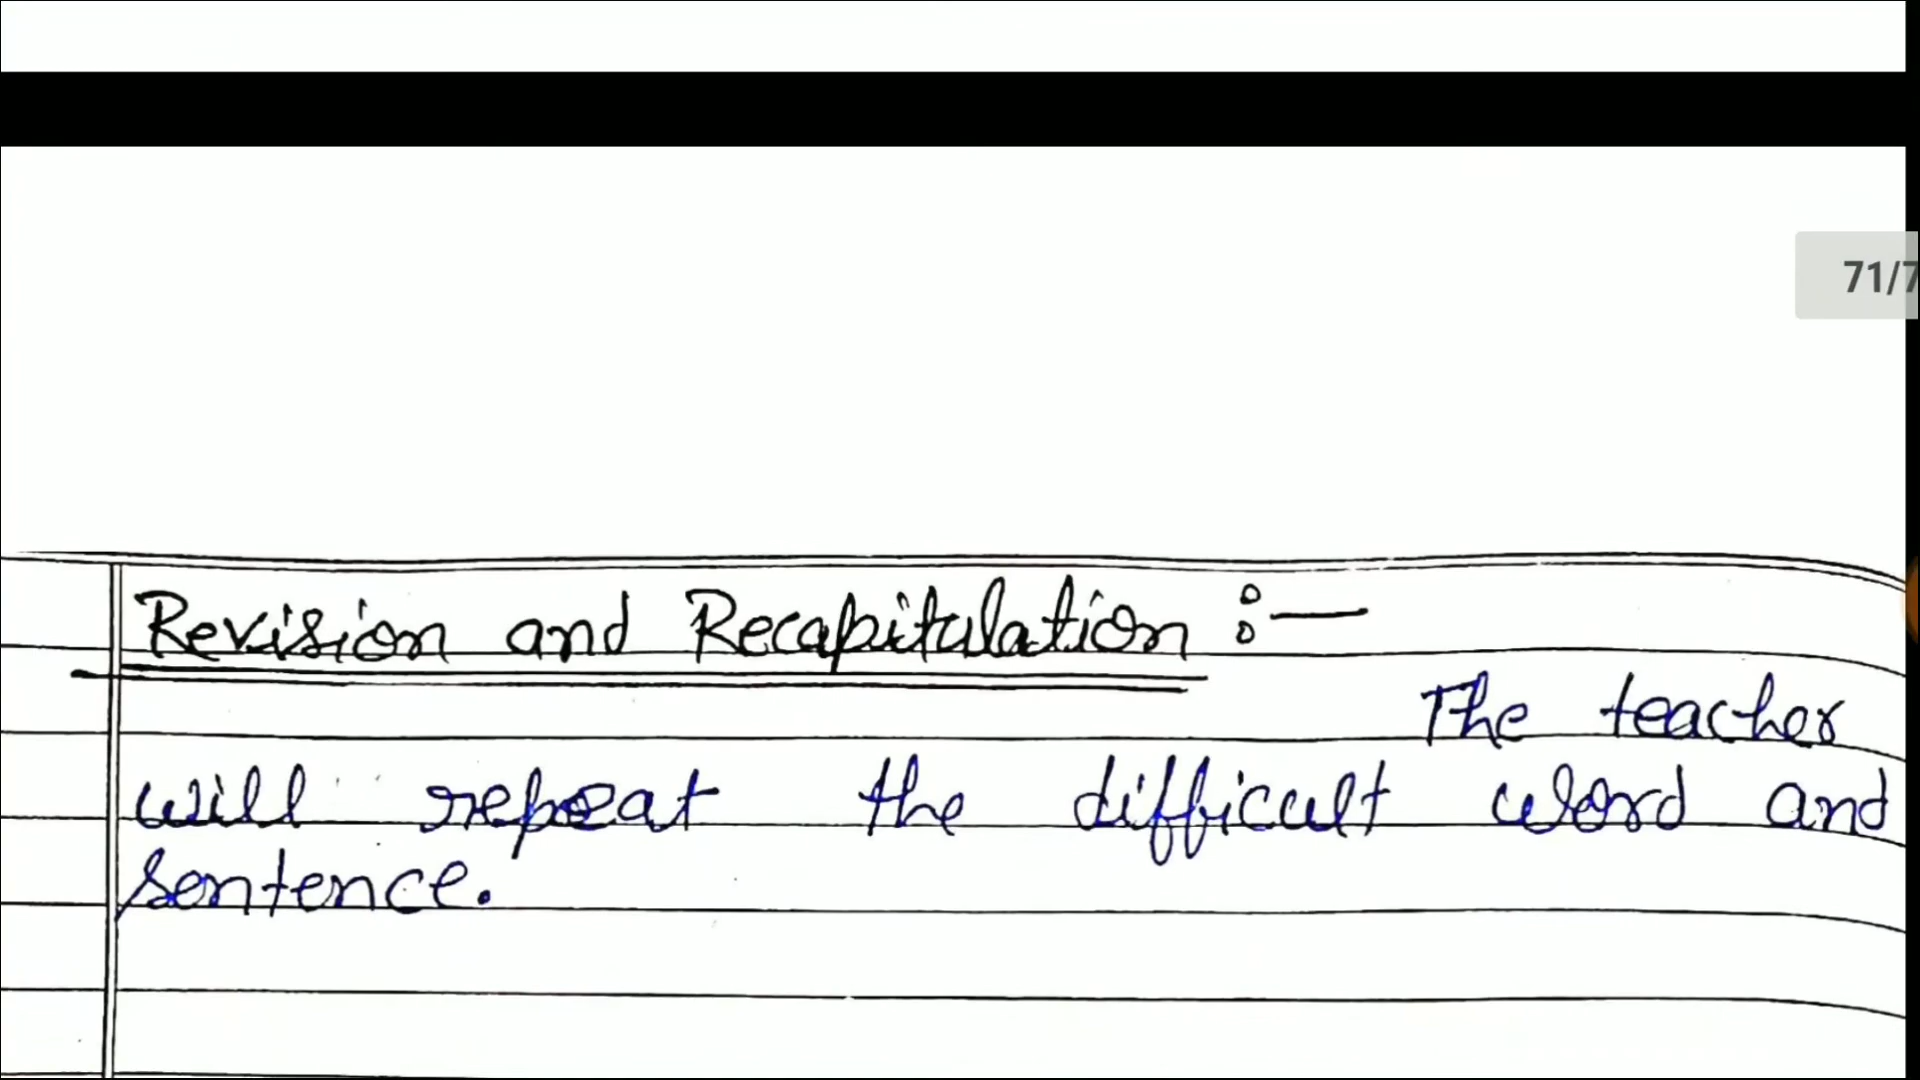 71/7
Revision and Recapitulation :—
The teacher
will repeat the difficult word and
sentence.